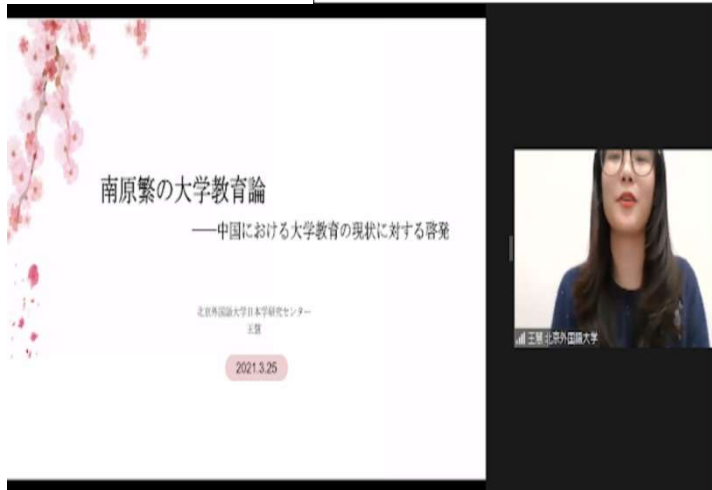 南原繁の大学教育論
――中国における大学教育の現状に対する啓発
北京外国語大学日本学研究センター
王慧
2021.3.25
王慧 北京外国語大学